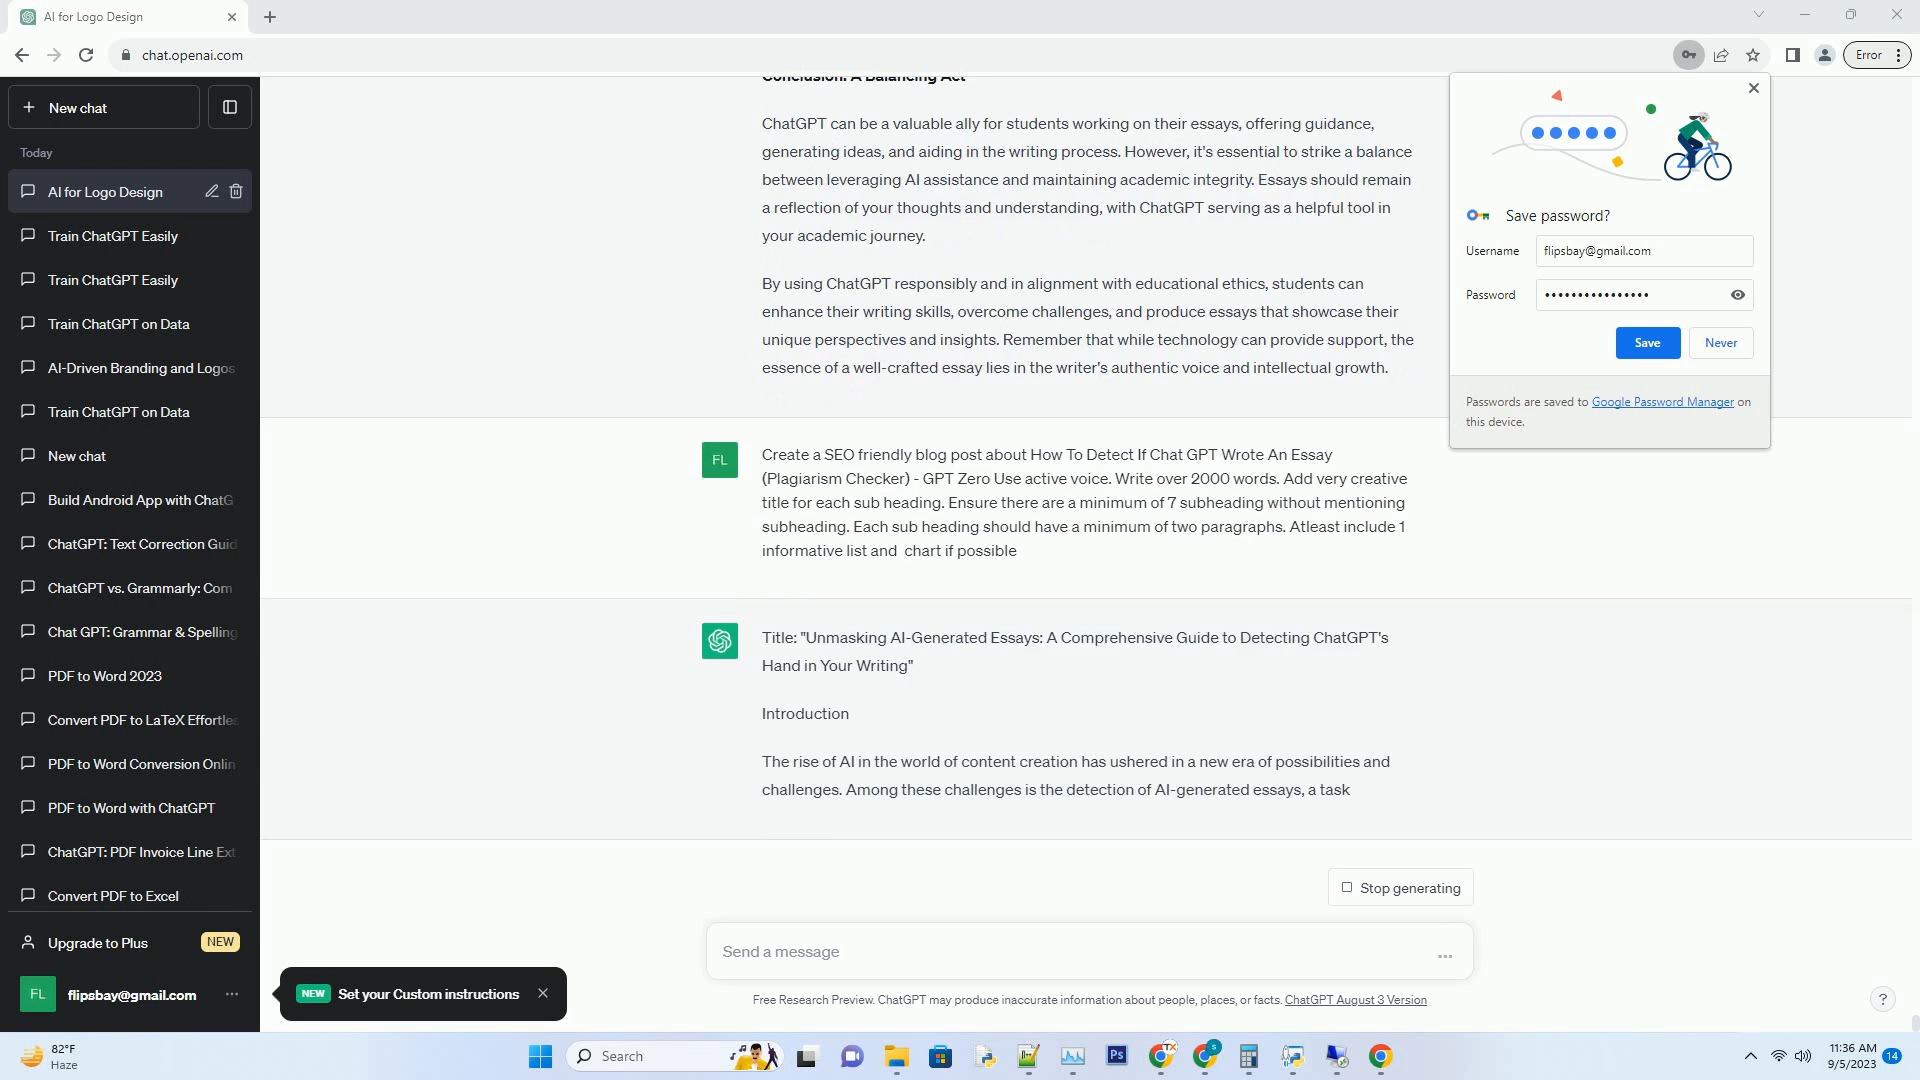 AI for Logo Design
chat.openai.com
Error
New chat
Today
AI for Logo Design
Train ChatGPT Easily
Train ChatGPT Easily
Train ChatGPT on Data
AI-Driven Branding and Logos
Train ChatGPT on Data
New chat
Build Android App with ChatG
ChatGPT: Text Correction Guid
ChatGPT vs. Grammarly: Com
Chat GPT: Grammar & Spelling
PDF to Word 2023
Convert PDF to LaTeX Effortle
PDF to Word Conversion Onlin
PDF to Word with ChatGPT
ChatGPT: PDF Invoice Line Ext
Convert PDF to Excel
Upgrade to Plus NEW
FL flipsbay@gmail.com
NEW Set your Custom instructions
Conclusion: A Balancing Act
ChatGPT can be a valuable ally for students working on their essays, offering guidance,
generating ideas, and aiding in the writing process. However, it's essential to strike a balance
between leveraging AI assistance and maintaining academic integrity. Essays should remain
a reflection of your thoughts and understanding, with ChatGPT serving as a helpful tool in
your academic journey.
By using ChatGPT responsibly and in alignment with educational ethics, students can
enhance their writing skills, overcome challenges, and produce essays that showcase their
unique perspectives and insights. Remember that while technology can provide support, the
essence of a well-crafted essay lies in the writer's authentic voice and intellectual growth.
FL
Create a SEO friendly blog post about How To Detect If Chat GPT Wrote An Essay
(Plagiarism Checker) - GPT Zero Use active voice. Write over 2000 words. Add very creative
title for each sub heading. Ensure there are a minimum of 7 subheading without mentioning
subheading. Each sub heading should have a minimum of two paragraphs. Atleast include 1
informative list and  chart if possible
Title: "Unmasking AI-Generated Essays: A Comprehensive Guide to Detecting ChatGPT's
Hand in Your Writing"
Introduction
The rise of AI in the world of content creation has ushered in a new era of possibilities and
challenges. Among these challenges is the detection of AI-generated essays, a task
Stop generating
Send a message
Free Research Preview. ChatGPT may produce inaccurate information about people, places, or facts. ChatGPT August 3 Version
?
Save password?
Username flipsbay@gmail.com
Password ••••••••••••••••
Save Never
Passwords are saved to Google Password Manager on
this device.
82°F
Haze
Search
Ps
TX
S
11:36 AM
9/5/2023
14